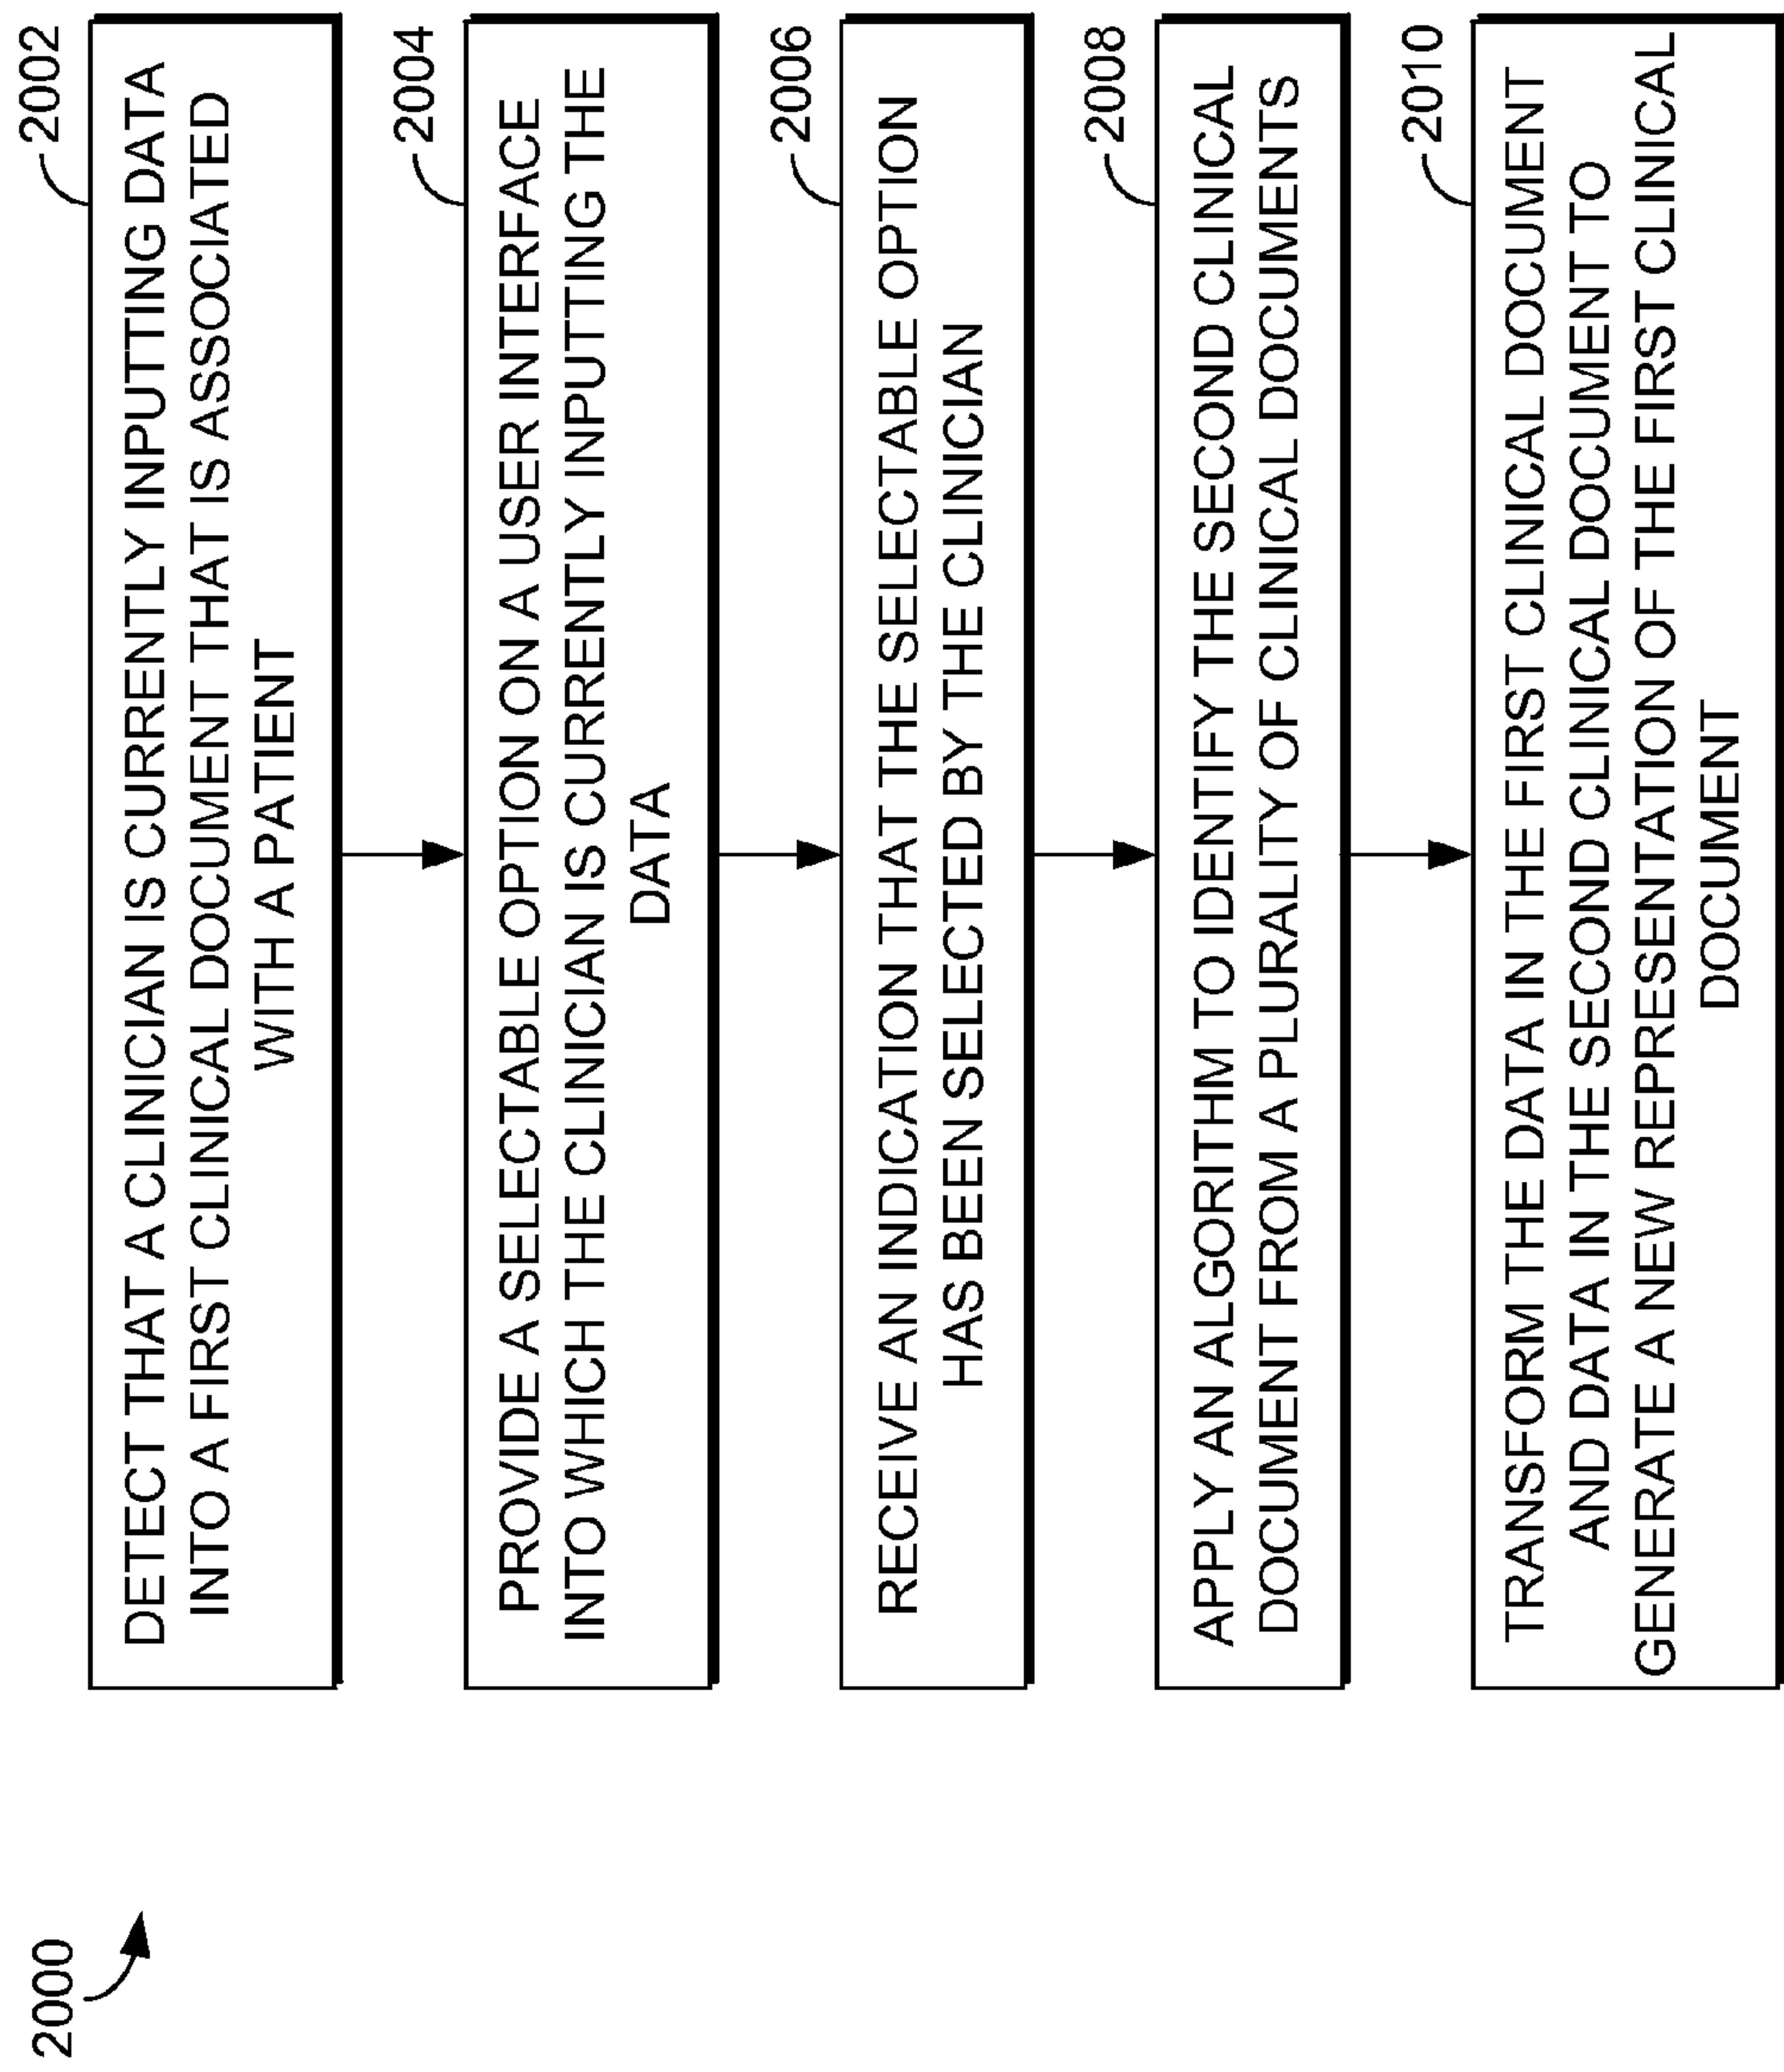 2000
2002
DETECT THAT A CLINICIAN IS CURRENTLY INPUTTING DATA
INTO A FIRST CLINICAL DOCUMENT THAT IS ASSOCIATED
WITH A PATIENT
2004
PROVIDE A SELECTABLE OPTION ON A USER INTERFACE
INTO WHICH THE CLINICIAN IS CURRENTLY INPUTTING THE
DATA
2006
RECEIVE AN INDICATION THAT THE SELECTABLE OPTION
HAS BEEN SELECTED BY THE CLINICIAN
2008
APPLY AN ALGORITHM TO IDENTIFY THE SECOND CLINICAL
DOCUMENT FROM A PLURALITY OF CLINICAL DOCUMENTS
2010
TRANSFORM THE DATA IN THE FIRST CLINICAL DOCUMENT
AND DATA IN THE SECOND CLINICAL DOCUMENT TO
GENERATE A NEW REPRESENTATION OF THE FIRST CLINICAL
DOCUMENT